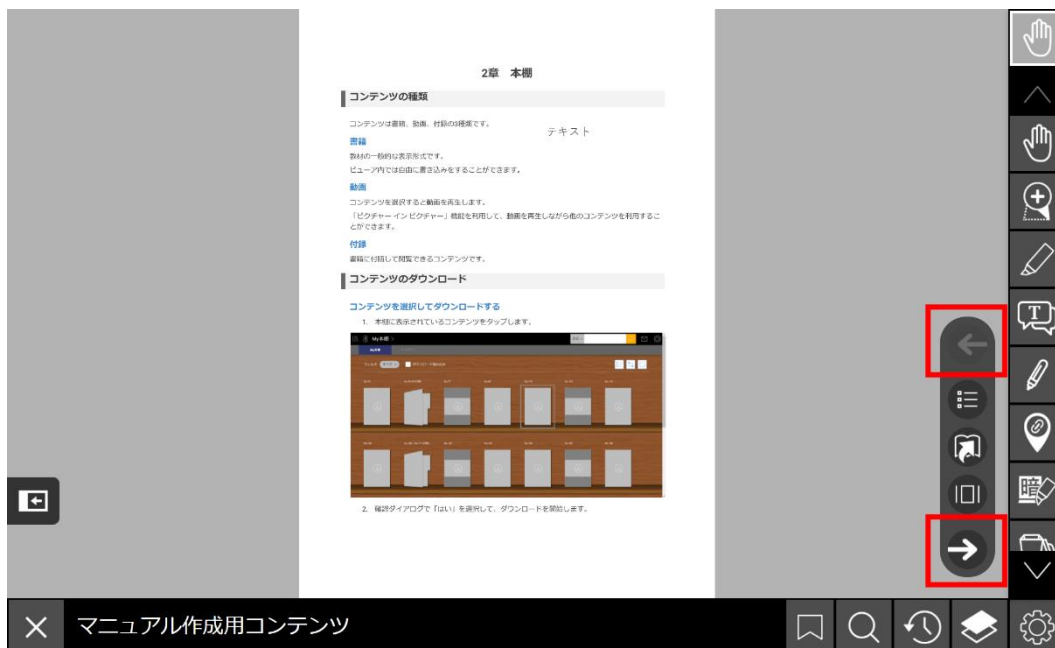 2章 本棚
コンテンツの種類
コンテンツは書籍、動画、付録の3種類です。
テキスト
書籍
教材の一般的な表示形式です。
ビューア内では自由に書き込みをすることができます。
動画
コンテンツを選択すると動画を再生します。
「ピクチャー イン ピクチャー」機能を利用して、動画を再生しながら他のコンテンツを利用するこ
とができます。
付録
書籍に付随して閲覧できるコンテンツです。
コンテンツのダウンロード
コンテンツを選択してダウンロードする
1. 本棚に表示されているコンテンツをタップします。
My本棚
2. 確認ダイアログで「はい」を選択して、ダウンロードを開始します。
T
暗
マニュアル作成用コンテンツ